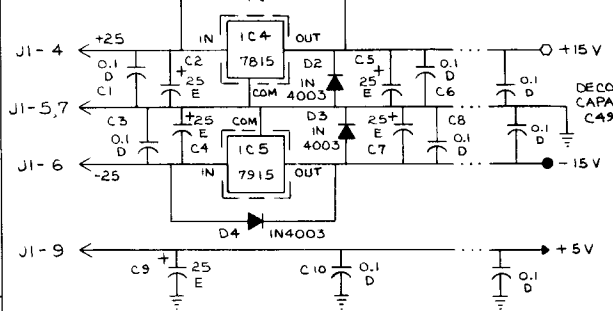 IN IC4 OUT
J1-4 +25 C2 7815 D2 C5 +15V
0.1 D C1 + 25 E COM IN 4003 25 + E 0.1 D C6 0.1 D
J1-5,7 DECO
CAPA
C49
C3 0.1 D + 25 E C4 COM D3 IN 4003 25 + E C7 C8 0.1 D 0.1 D
IC5
J1-6 -25 IN 7915 OUT -15V
D4 IN4003
J1-9 +5V
C9 + 25 E C10 0.1 D 0.1 D